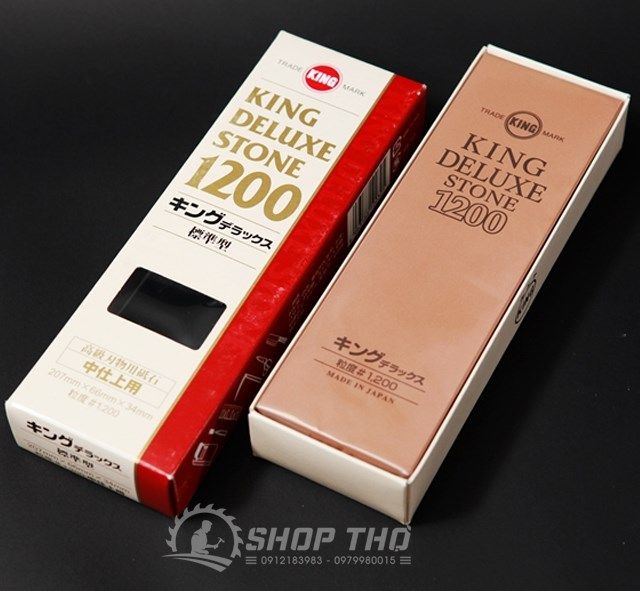 TRADE KING MARK
KING
DELUXE
STONE
1200
キングデラックス
標準型
高級刃物用砥石
中仕上用
207mm×66mm×34mm
粒度#1,200
キングデラックス
標準型
TRADE KING MARK
KING
DELUXE
STONE
1200
キングデラックス
粒度#1,200
MADE IN JAPAN
SHOP THỢ
0912183983 - 0979980015